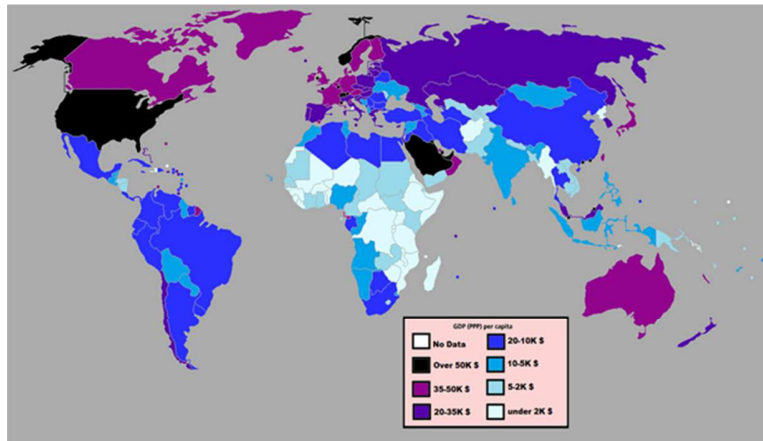 GDP (PPP) per capita
No Data
20-10K $
Over 50K $
10-5K $
35-50K $
5-2K $
20-35K $
under 2K $